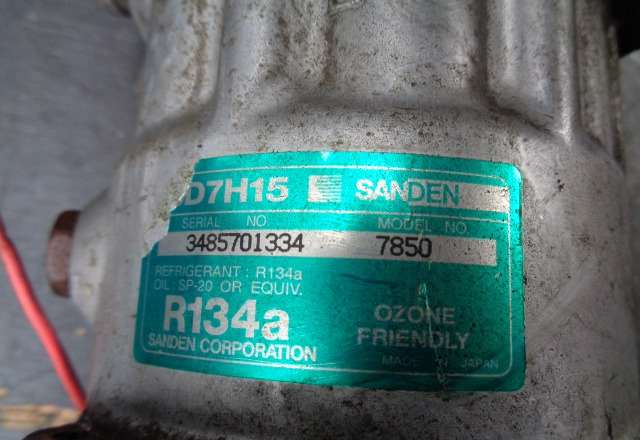 D7H15 SANDEN
SERIAL NO. MODEL NO.
3485701334 7850
REFRIGERANT : R134a
OIL SP-20 OR EQUIV.
R134a
SANDEN CORPORATION
OZONE
FRIENDLY
MADE IN JAPAN